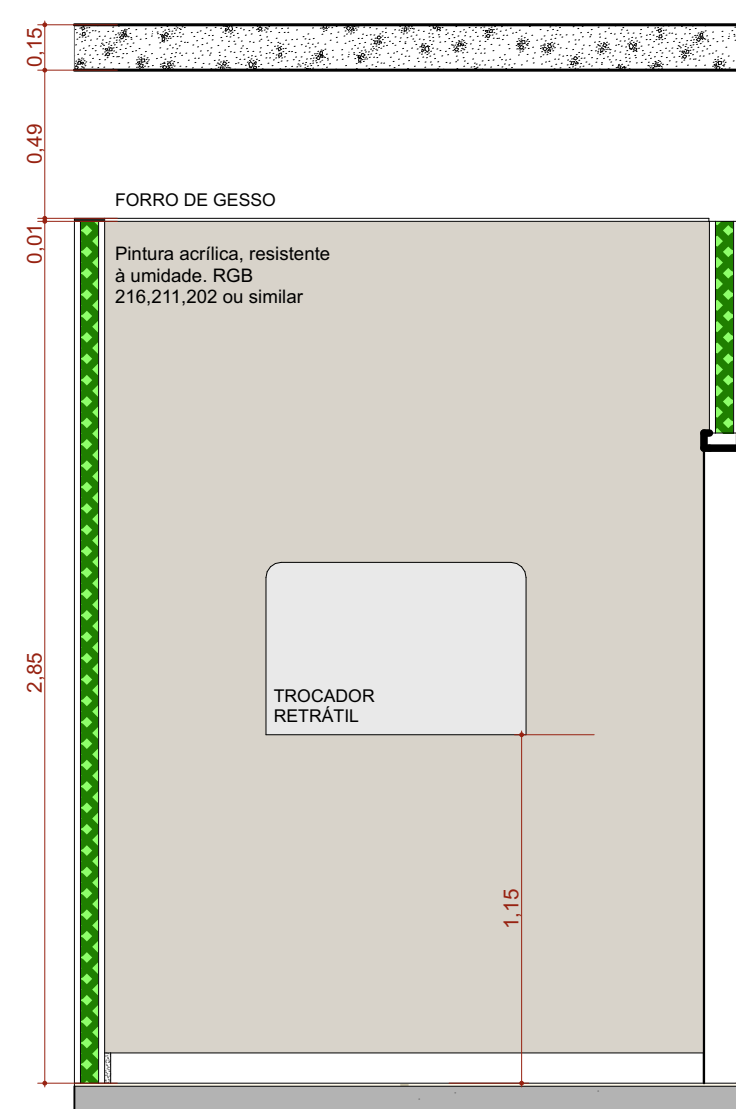 0,15
0,49
FORRO DE GESSO
0,01
Pintura acrílica, resistente
à umidade. RGB
216,211,202 ou similar
2,85
TROCADOR
RETRÁTIL
1,15